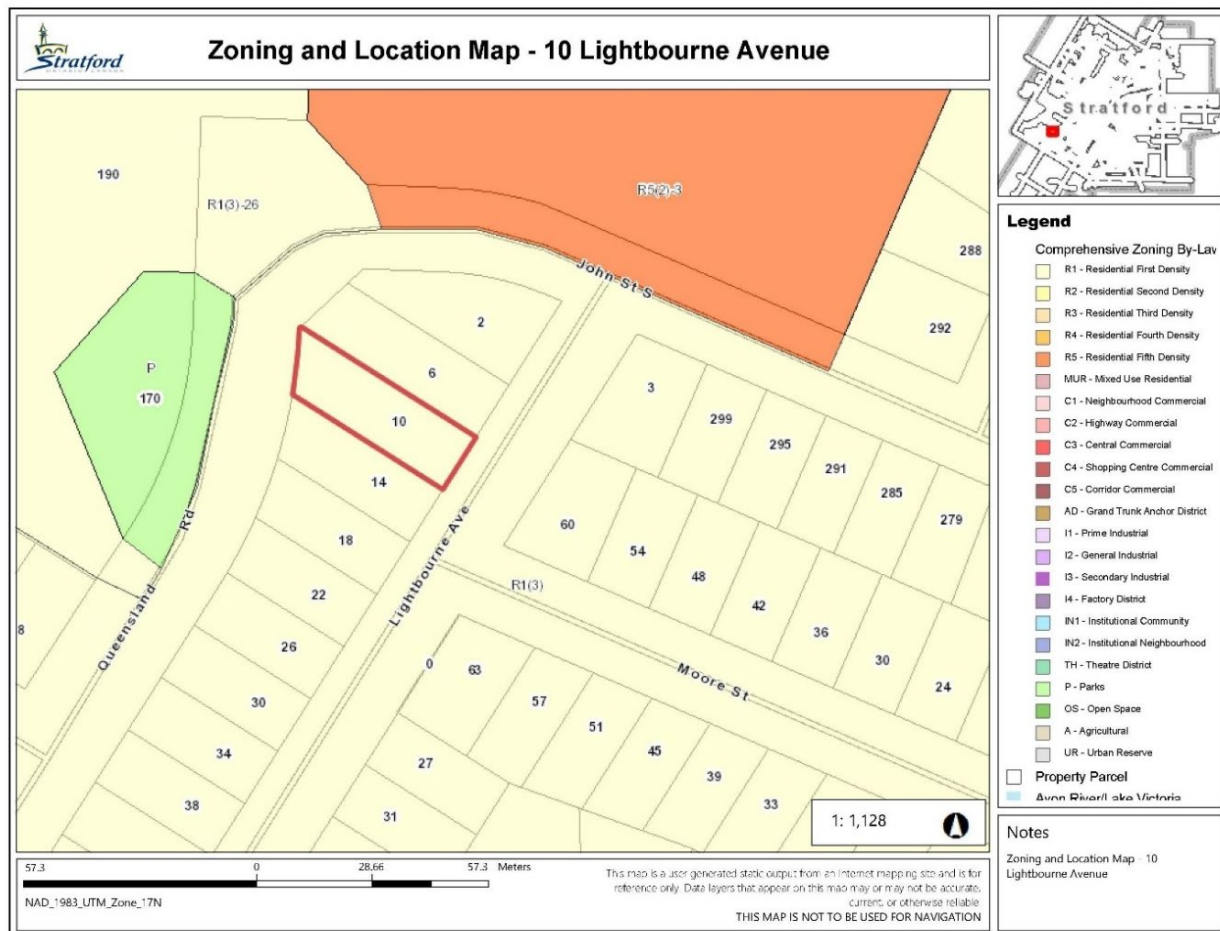 Stratford
ONTARIO CANADA
Zoning and Location Map - 10 Lightbourne Avenue
Stratford
190
R1(3)-26
R5(2)-3
288
292
John St S
2
6
10
14
18
22
26
30
34
38
P
170
8
Queensland Rd
Lightbourne Ave
3
299
295
291
285
279
60
54
48
42
36
30
24
R1(3)
Moore St
0
63
57
51
45
39
33
27
31
1: 1,128
Legend
Comprehensive Zoning By-Law
R1 - Residential First Density
R2 - Residential Second Density
R3 - Residential Third Density
R4 - Residential Fourth Density
R5 - Residential Fifth Density
MUR - Mixed Use Residential
C1 - Neighbourhood Commercial
C2 - Highway Commercial
C3 - Central Commercial
C4 - Shopping Centre Commercial
C5 - Corridor Commercial
AD - Grand Trunk Anchor District
I1 - Prime Industrial
I2 - General Industrial
I3 - Secondary Industrial
I4 - Factory District
IN1 - Institutional Community
IN2 - Institutional Neighbourhood
TH - Theatre District
P - Parks
OS - Open Space
A - Agricultural
UR - Urban Reserve
Property Parcel
Avon River/Lake Victoria
Notes
Zoning and Location Map - 10
Lightbourne Avenue
57.3 0 28.66 57.3 Meters
NAD_1983_UTM_Zone_17N
This map is a user generated static output from an Internet mapping site and is for
reference only. Data layers that appear on this map may or may not be accurate,
current, or otherwise reliable.
THIS MAP IS NOT TO BE USED FOR NAVIGATION